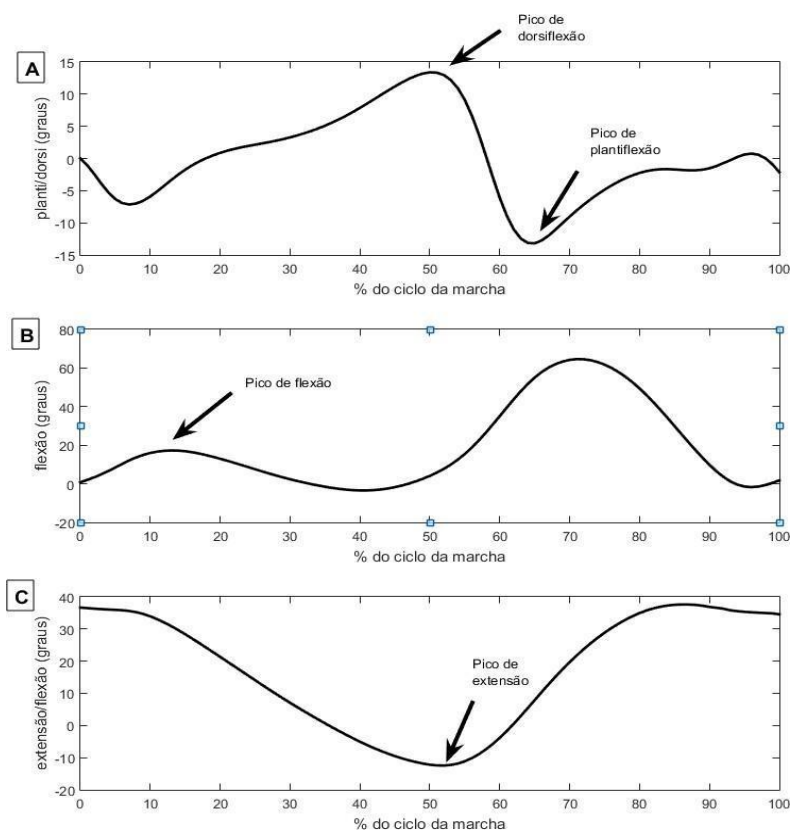 Pico de
dorsiflexão
A
15
10
5
0
-5
-10
-15
planti/dorsi (graus)
Pico de
plantiflexão
0 10 20 30 40 50 60 70 80 90 100
% do ciclo da marcha
B
80
60
40
20
0
-20
flexão (graus)
Pico de flexão
0 10 20 30 40 50 60 70 80 90 100
% do ciclo da marcha
C
40
30
20
10
0
-10
-20
extensão/flexão (graus)
Pico de
extensão
0 10 20 30 40 50 60 70 80 90 100
% do ciclo da marcha